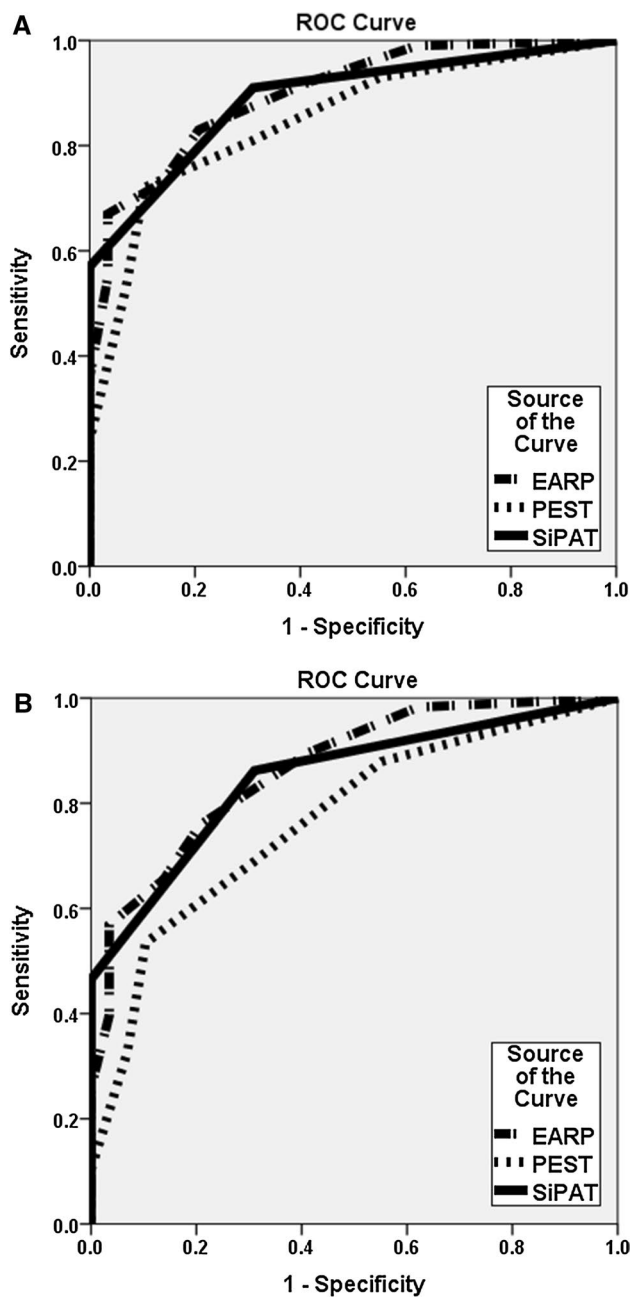 A
ROC Curve
1.0
0.8
0.6
0.4
0.2
0.0
Sensitivity
Source
of the
Curve
EARP
PEST
SiPAT
0.0 0.2 0.4 0.6 0.8 1.0
1 - Specificity
B
ROC Curve
1.0
0.8
0.6
0.4
0.2
0.0
Sensitivity
Source
of the
Curve
EARP
PEST
SiPAT
0.0 0.2 0.4 0.6 0.8 1.0
1 - Specificity